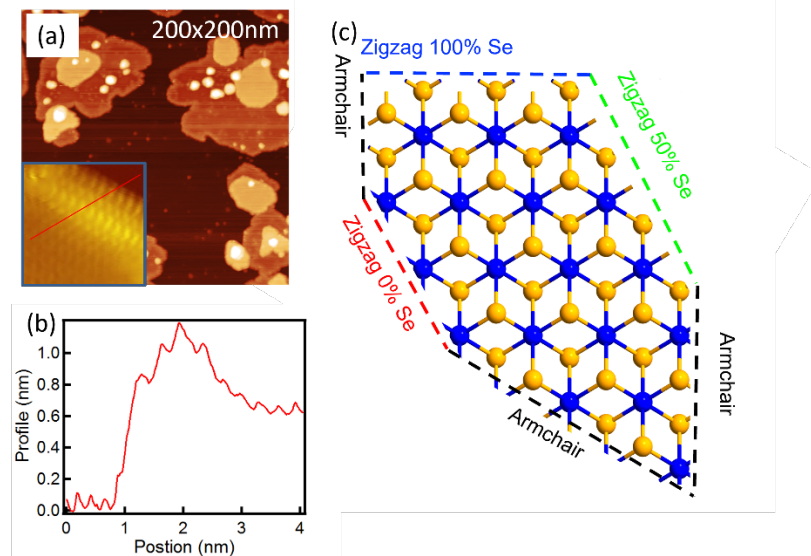 (a)
200x200nm
(b)
1.0
0.8
0.6
0.4
0.2
0.0
Profile (nm)
0
1
2
3
4
Postion (nm)
(c)
Zigzag 100% Se
Armchair
Zigzag 50% Se
Zigzag 0% Se
Armchair
Armchair